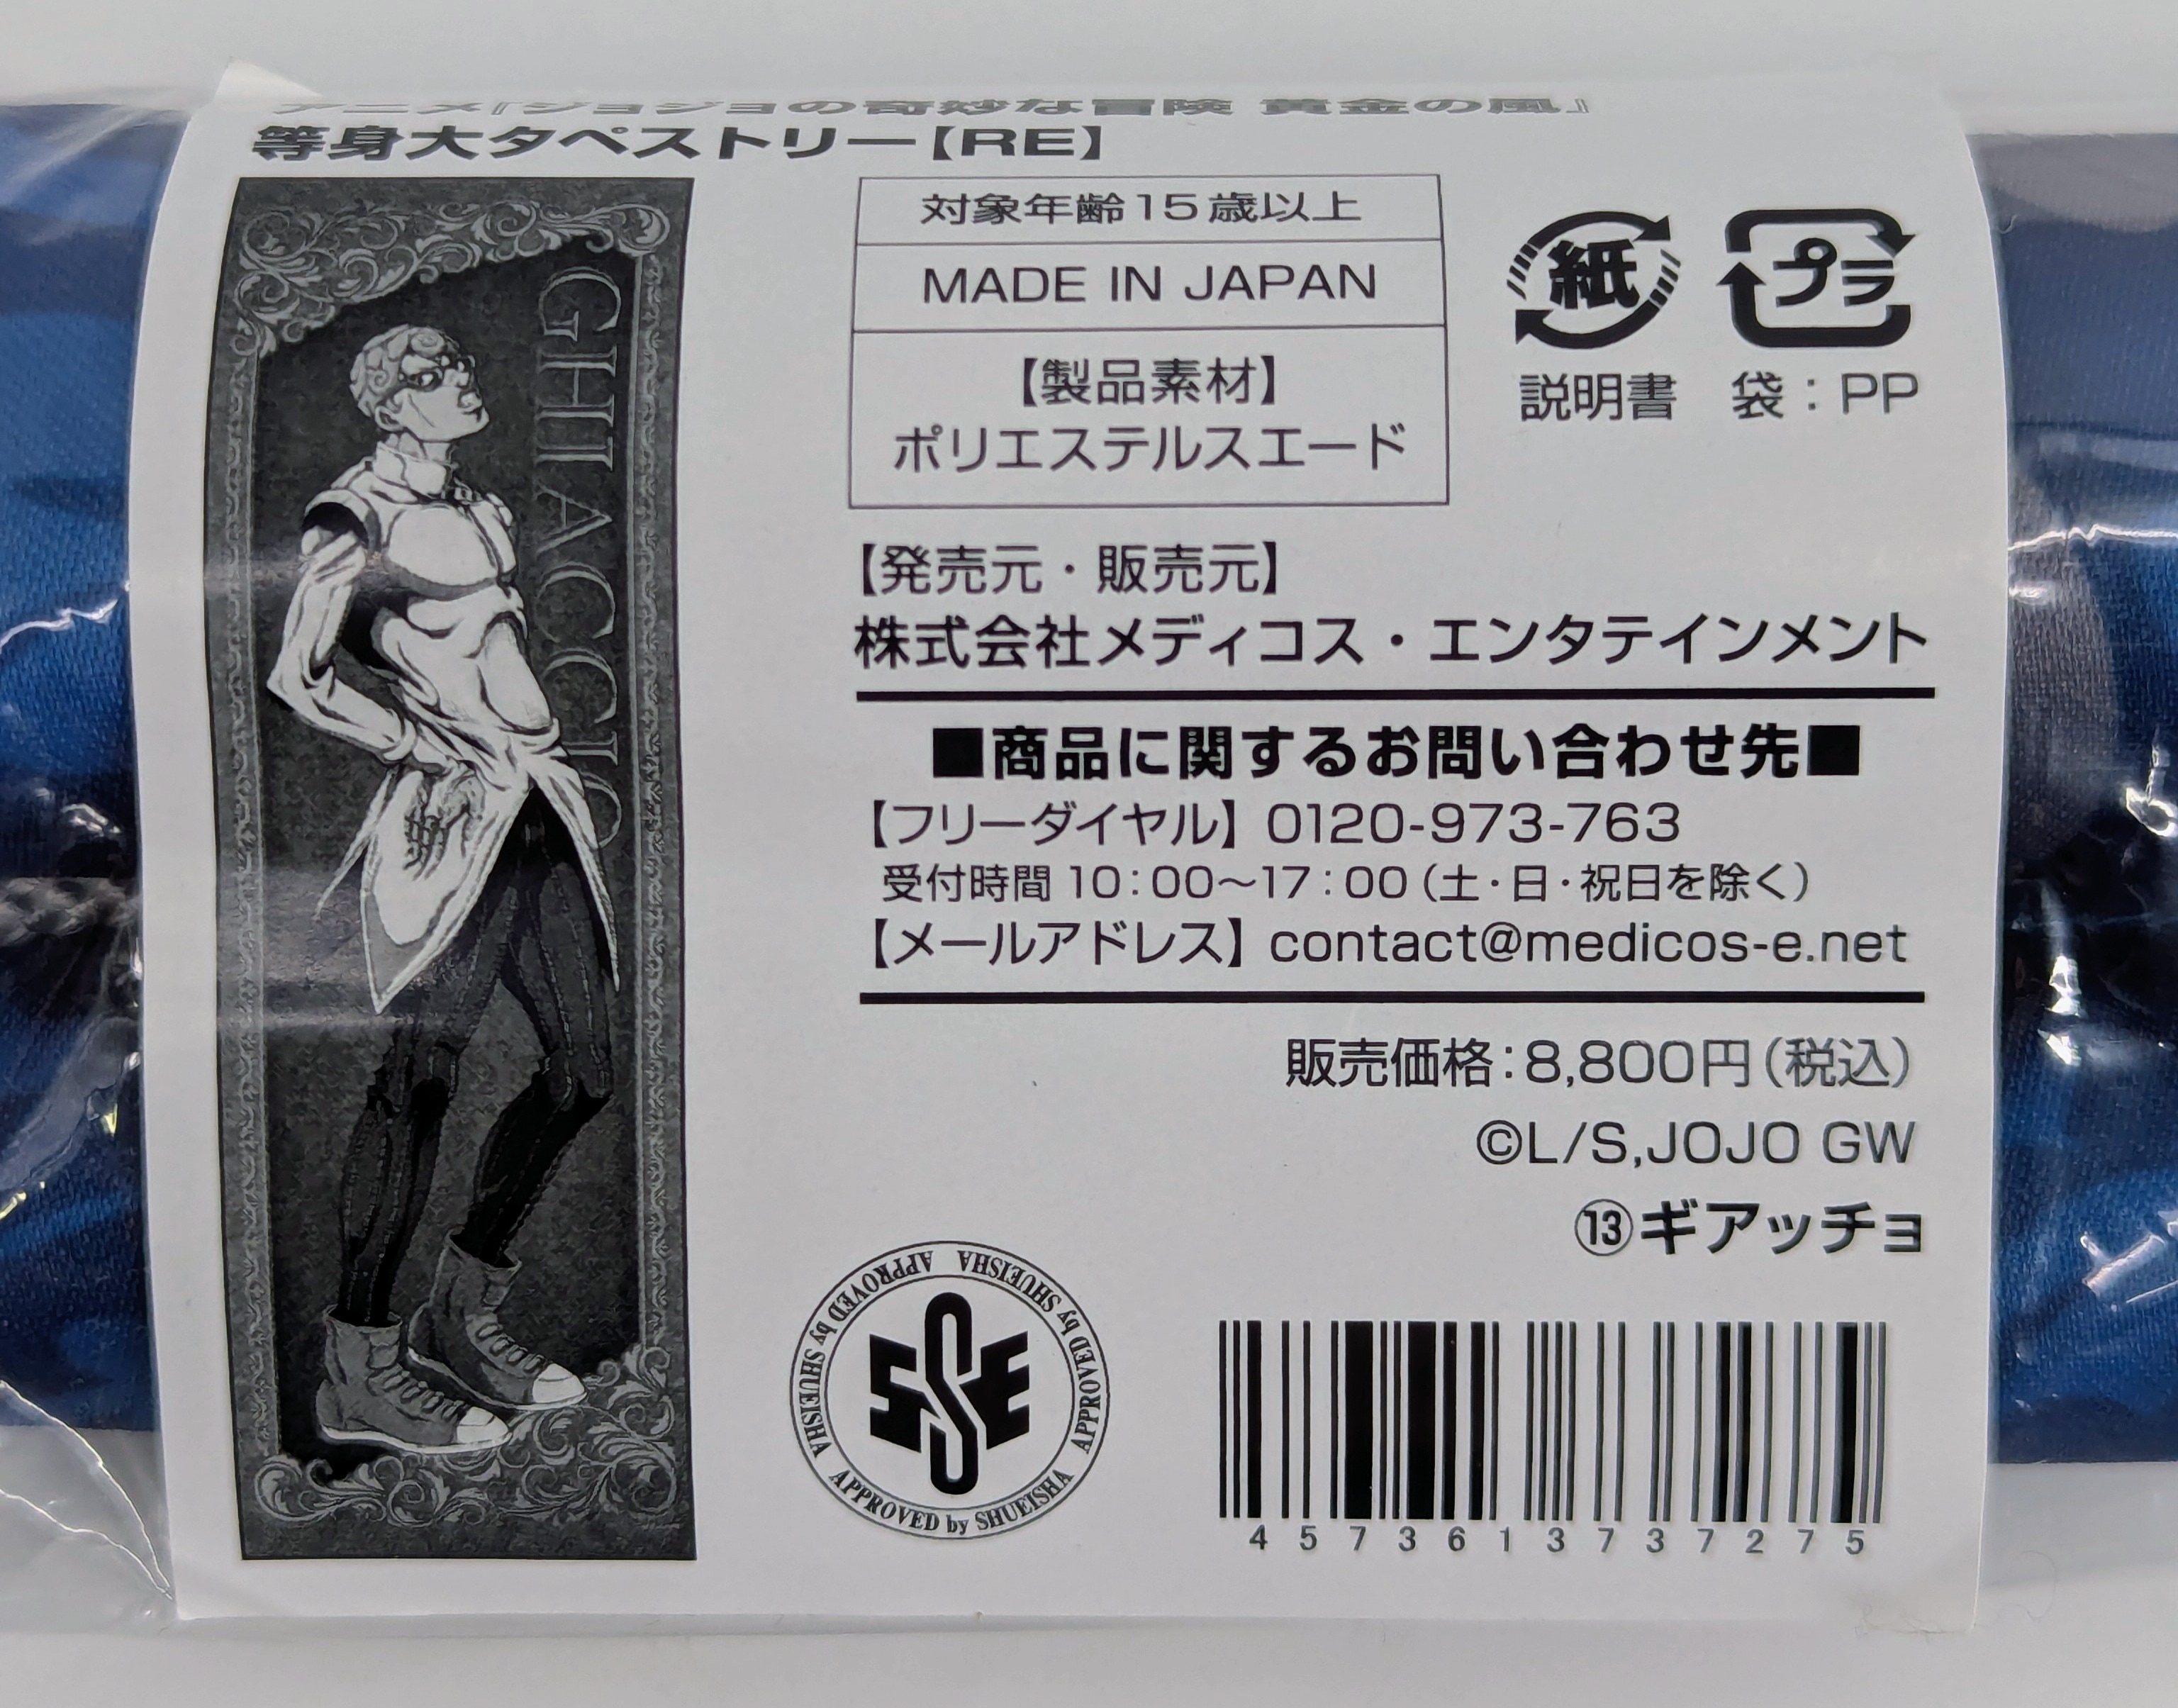 アニメ『ジョジョの奇妙な冒険 黄金の風』
等身大タペストリー【RE】
GHIACCIO
対象年齢15歳以上
MADE IN JAPAN
【製品素材】
ポリエステルスエード
紙
説明書
プラ
袋：PP
【発売元・販売元】
株式会社メディコス・エンタテインメント
■商品に関するお問い合わせ先■
【フリーダイヤル】0120-973-763
受付時間 10：00～17：00（土・日・祝日を除く）
【メールアドレス】contact@medicos-e.net
販売価格：8,800円（税込）
©L/S,JOJO GW
⑬ギアッチョ
APPROVED by SHUEISHA APPROVED by SHUEISHA APPROVED by SHUEISHA
SSE
4573613737275